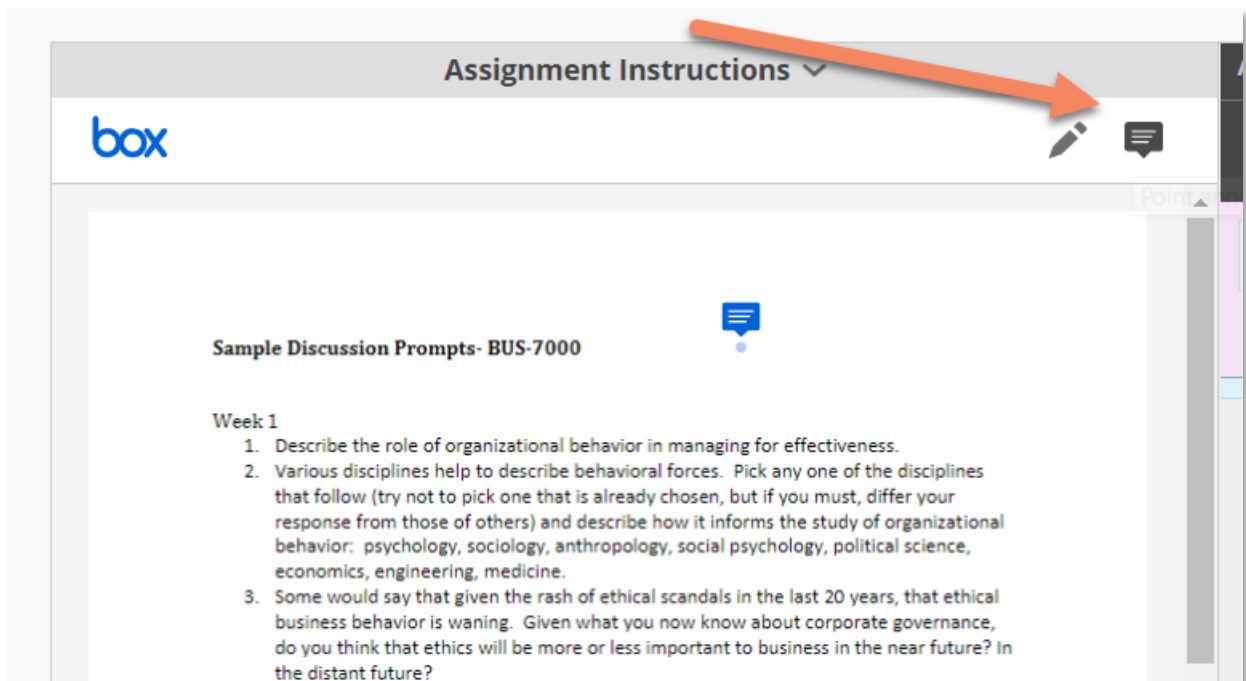 Assignment Instructions
box
Sample Discussion Prompts- BUS-7000
Week 1
1. Describe the role of organizational behavior in managing for effectiveness.
2. Various disciplines help to describe behavioral forces. Pick any one of the disciplines
that follow (try not to pick one that is already chosen, but if you must, differ your
response from those of others) and describe how it informs the study of organizational
behavior: psychology, sociology, anthropology, social psychology, political science,
economics, engineering, medicine.
3. Some would say that given the rash of ethical scandals in the last 20 years, that ethical
business behavior is waning. Given what you now know about corporate governance,
do you think that ethics will be more or less important to business in the near future? In
the distant future?